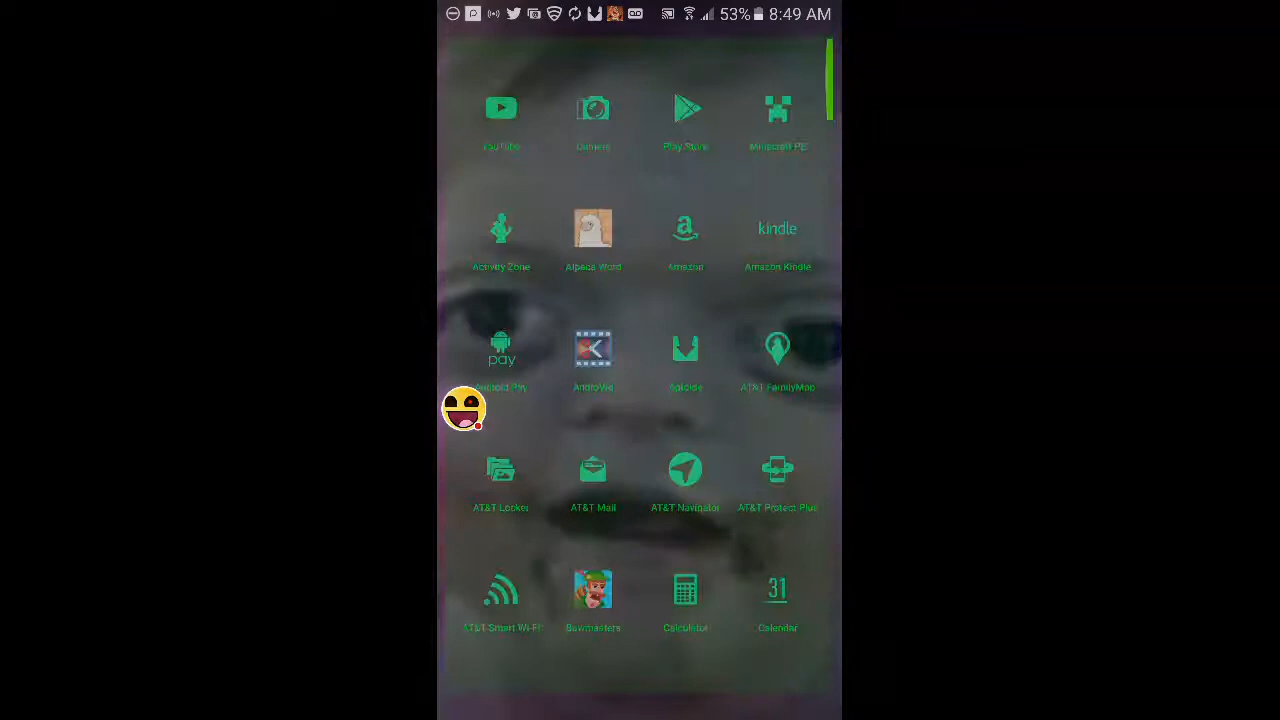 53% 8:49 AM
YouTube Camera Play Store Minecraft PE
Activity Zone Alpaca Worl Amazon Amazon Kindle
kindle
pay
Android Pay AndroVid Aptoide AT&T FamilyMap
AT&T Locker AT&T Mail AT&T Navigator AT&T Protect Plus
31
AT&T Smart Wi-Fi Bowmasters Calculator Calendar